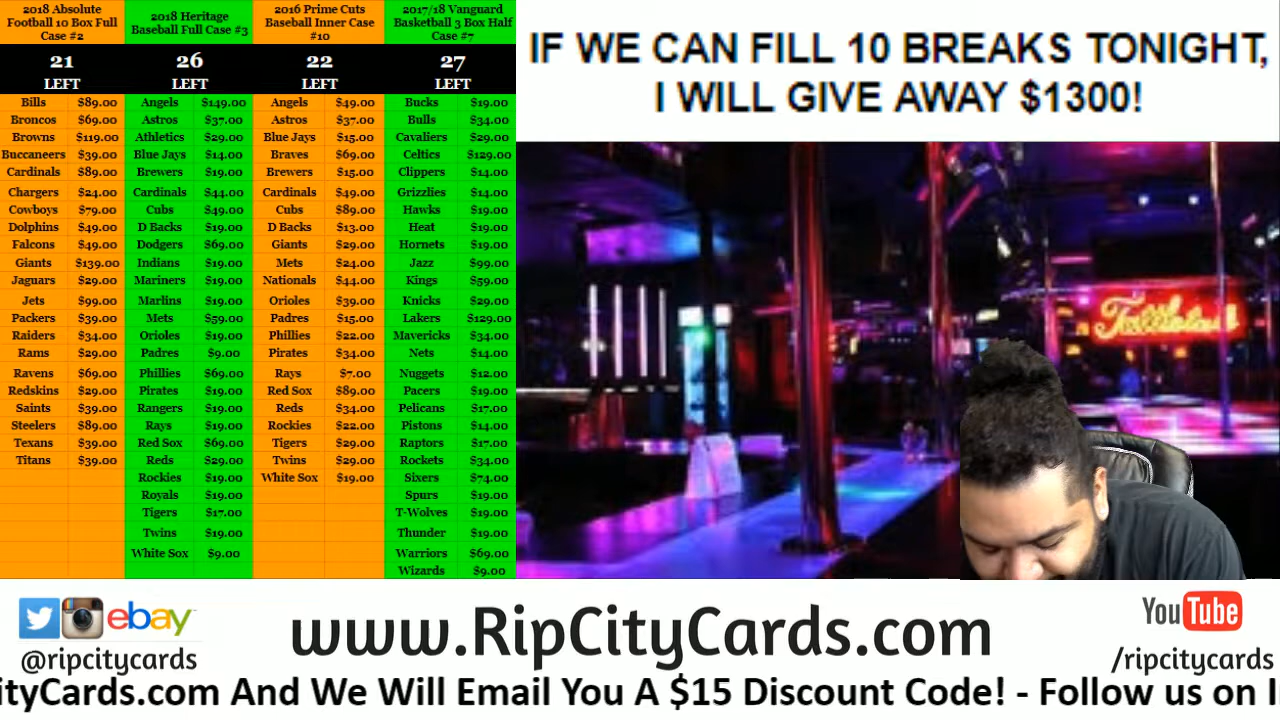 2018 Absolute
Football 10 Box Full
Case #2
21
LEFT
Bills $89.00
Broncos $69.00
Browns $119.00
Buccaneers $39.00
Cardinals $89.00
Chargers $24.00
Cowboys $79.00
Dolphins $49.00
Falcons $49.00
Giants $139.00
Jaguars $29.00
Jets $99.00
Packers $39.00
Raiders $34.00
Rams $29.00
Ravens $69.00
Redskins $29.00
Saints $39.00
Steelers $89.00
Texans $39.00
Titans $39.00
2018 Heritage
Baseball Full Case #3
26
LEFT
Angels $149.00
Astros $37.00
Athletics $29.00
Blue Jays $14.00
Brewers $19.00
Cardinals $44.00
Cubs $49.00
D Backs $19.00
Dodgers $69.00
Indians $19.00
Mariners $19.00
Marlins $19.00
Mets $59.00
Orioles $19.00
Padres $9.00
Phillies $69.00
Pirates $19.00
Rangers $19.00
Rays $19.00
Red Sox $69.00
Reds $29.00
Rockies $19.00
Royals $19.00
Tigers $17.00
Twins $19.00
White Sox $9.00
2016 Prime Cuts
Baseball Inner Case
#10
22
LEFT
Angels $49.00
Astros $37.00
Blue Jays $15.00
Braves $69.00
Brewers $15.00
Cardinals $49.00
Cubs $89.00
D Backs $13.00
Giants $29.00
Mets $24.00
Nationals $44.00
Orioles $39.00
Padres $15.00
Phillies $22.00
Pirates $34.00
Rays $7.00
Red Sox $89.00
Reds $34.00
Rockies $22.00
Tigers $29.00
Twins $29.00
White Sox $19.00
2017/18 Vanguard
Basketball 3 Box Half
Case #7
27
LEFT
Bucks $19.00
Bulls $34.00
Cavaliers $29.00
Celtics $129.00
Clippers $14.00
Grizzlies $14.00
Hawks $19.00
Heat $19.00
Hornets $19.00
Jazz $99.00
Kings $59.00
Knicks $29.00
Lakers $129.00
Mavericks $34.00
Nets $14.00
Nuggets $12.00
Pacers $19.00
Pelicans $17.00
Pistons $14.00
Raptors $17.00
Rockets $34.00
Sixers $74.00
Spurs $19.00
T-Wolves $19.00
Thunder $19.00
Warriors $69.00
Wizards $9.00
IF WE CAN FILL 10 BREAKS TONIGHT,
I WILL GIVE AWAY $1300!
ebay
@ripcitycards
www.RipCityCards.com
YouTube
/ripcitycards
ityCards.com And We Will Email You A $15 Discount Code! - Follow us on I